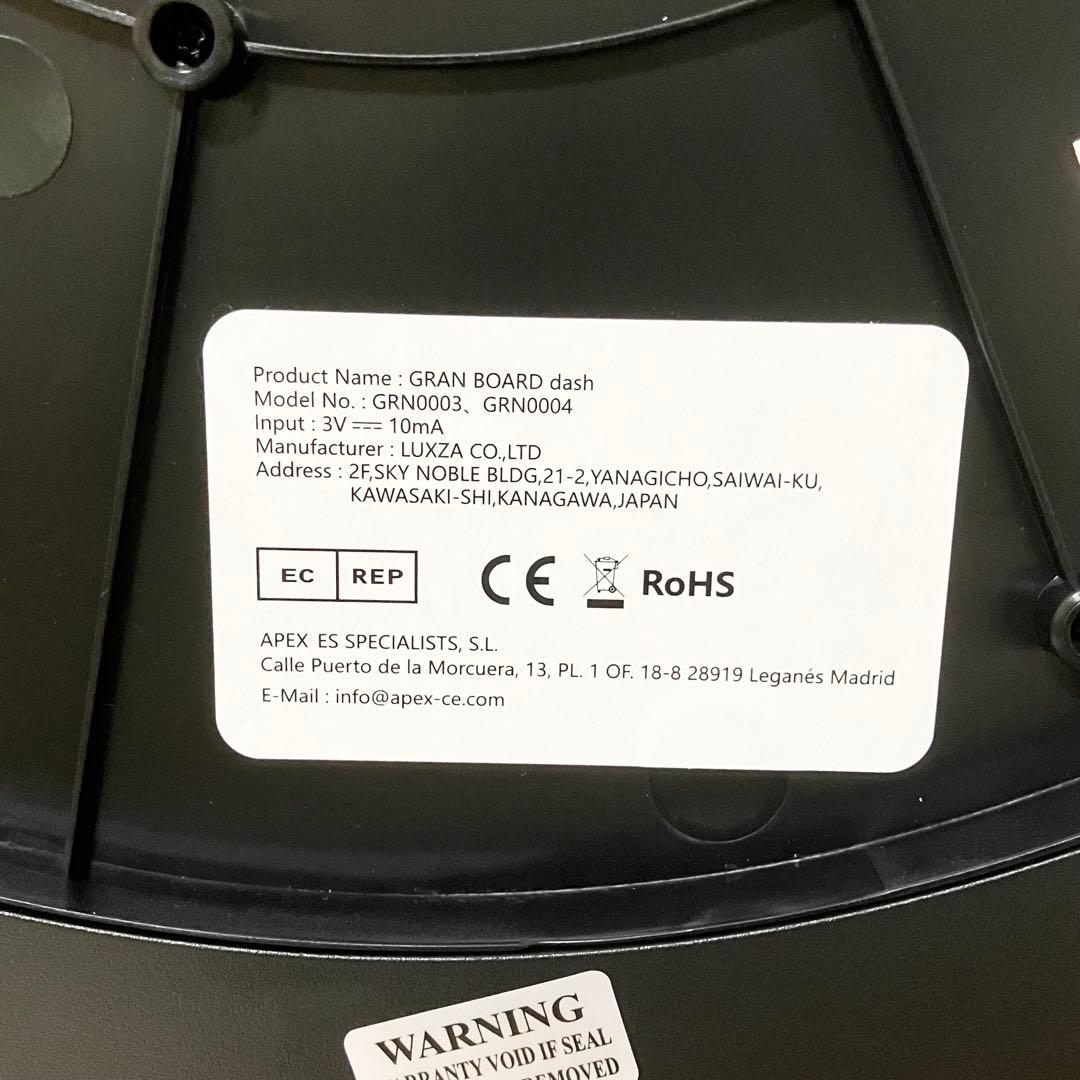 Product Name : GRAN BOARD dash
Model No. : GRN0003、GRN0004
Input : 3V ⎓ 10mA
Manufacturer : LUXZA CO.,LTD
Address : 2F,SKY NOBLE BLDG,21-2,YANAGICHO,SAIWAI-KU,
KAWASAKI-SHI,KANAGAWA,JAPAN
EC REP CE RoHS
APEX ES SPECIALISTS, S.L.
Calle Puerto de la Morcuera, 13, PL. 1 OF. 18-8 28919 Leganés Madrid
E-Mail : info@apex-ce.com
WARNING
VOID IF SEAL